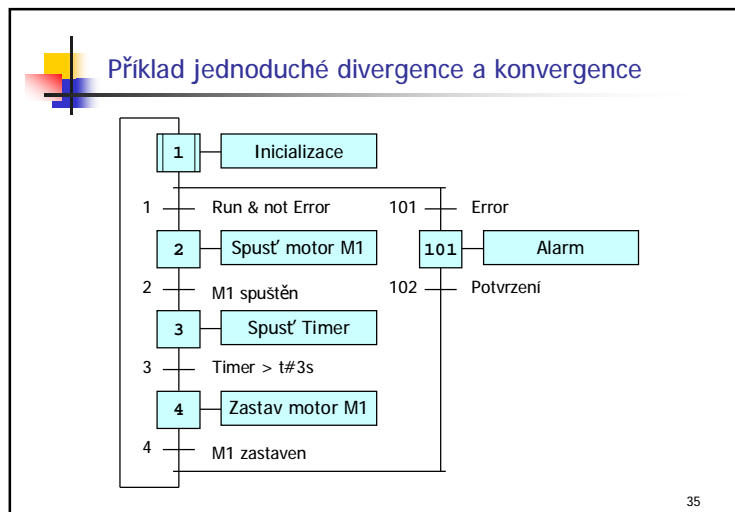 Příklad jednoduché divergence a konvergence
1 Inicializace
1 Run & not Error 101 Error
2 Spusť motor M1 101 Alarm
2 M1 spuštěn 102 Potvrzení
3 Spusť Timer
3 Timer > t#3s
4 Zastav motor M1
4 M1 zastaven
35